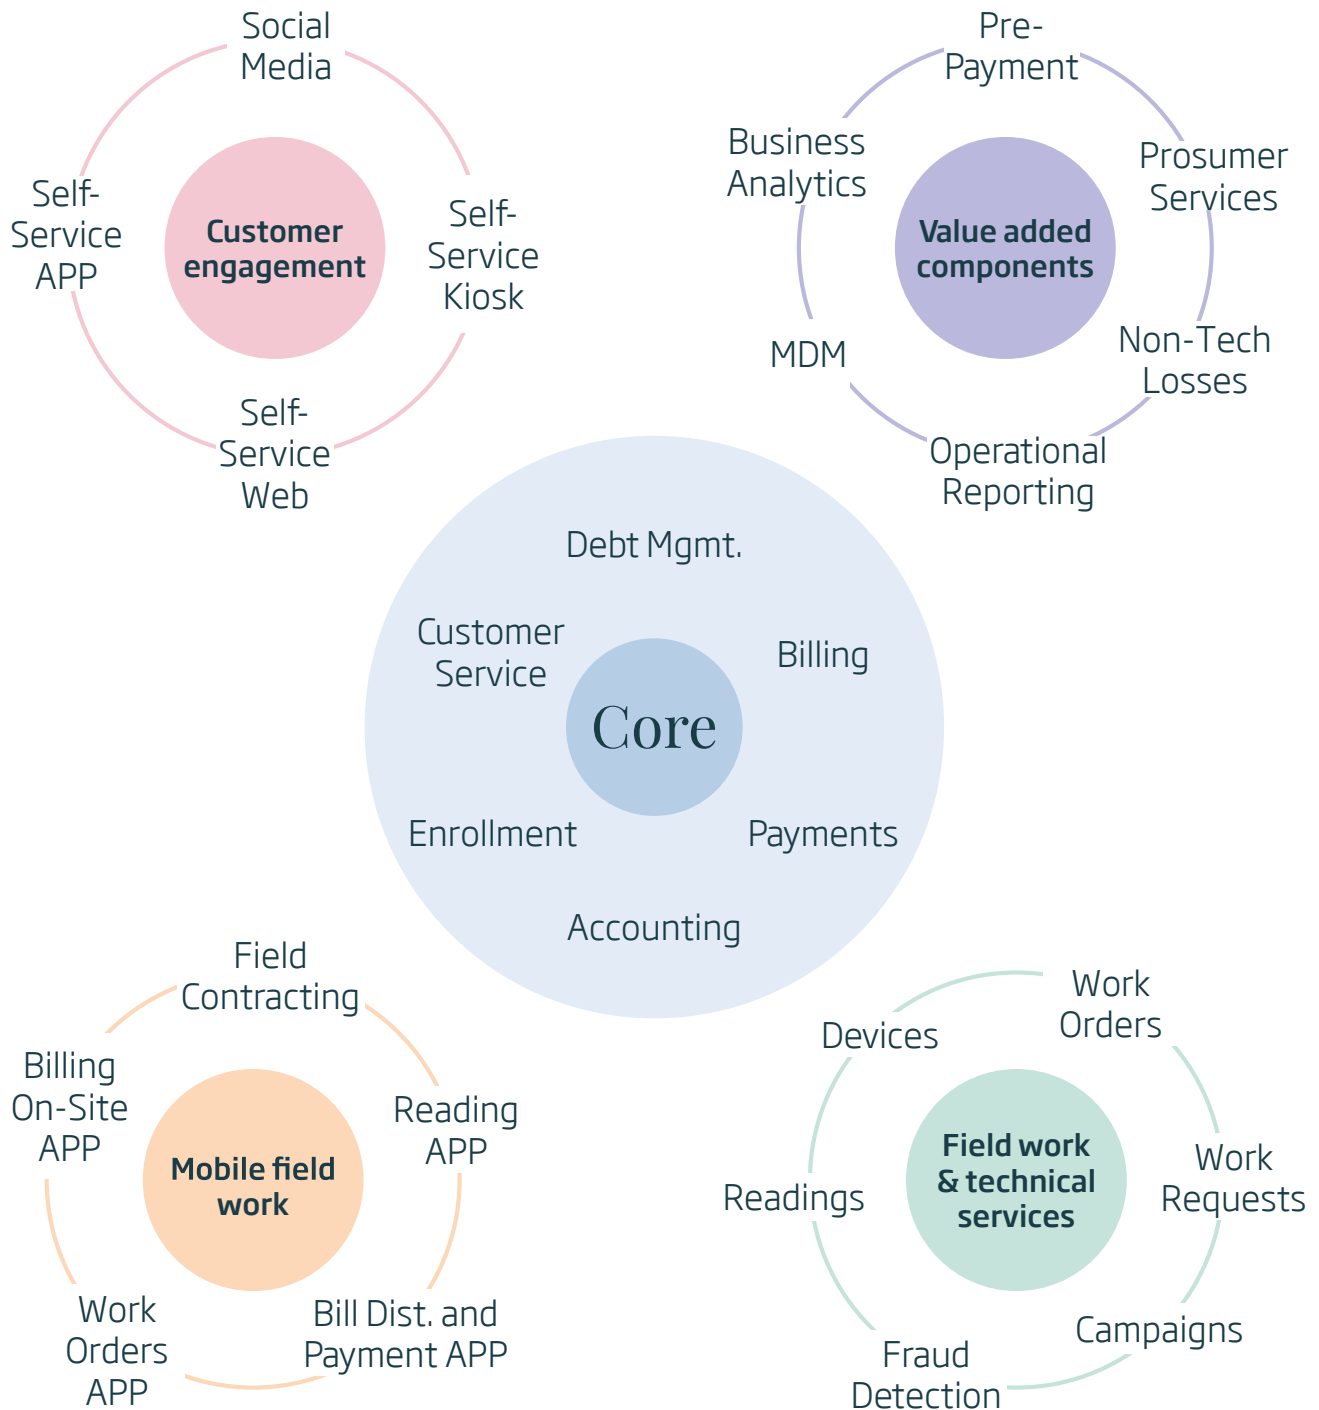 Social
Media
Self-
Service
APP
Customer
engagement
Self-
Service
Kiosk
Self-
Service
Web
Pre-
Payment
Business
Analytics
Prosumer
Services
Value added
components
MDM
Non-Tech
Losses
Operational
Reporting
Debt Mgmt.
Customer
Service
Billing
Core
Enrollment
Payments
Accounting
Field
Contracting
Billing
On-Site
APP
Reading
APP
Mobile field
work
Work
Orders
APP
Bill Dist. and
Payment APP
Work
Orders
Devices
Field work
& technical
services
Work
Requests
Readings
Campaigns
Fraud
Detection